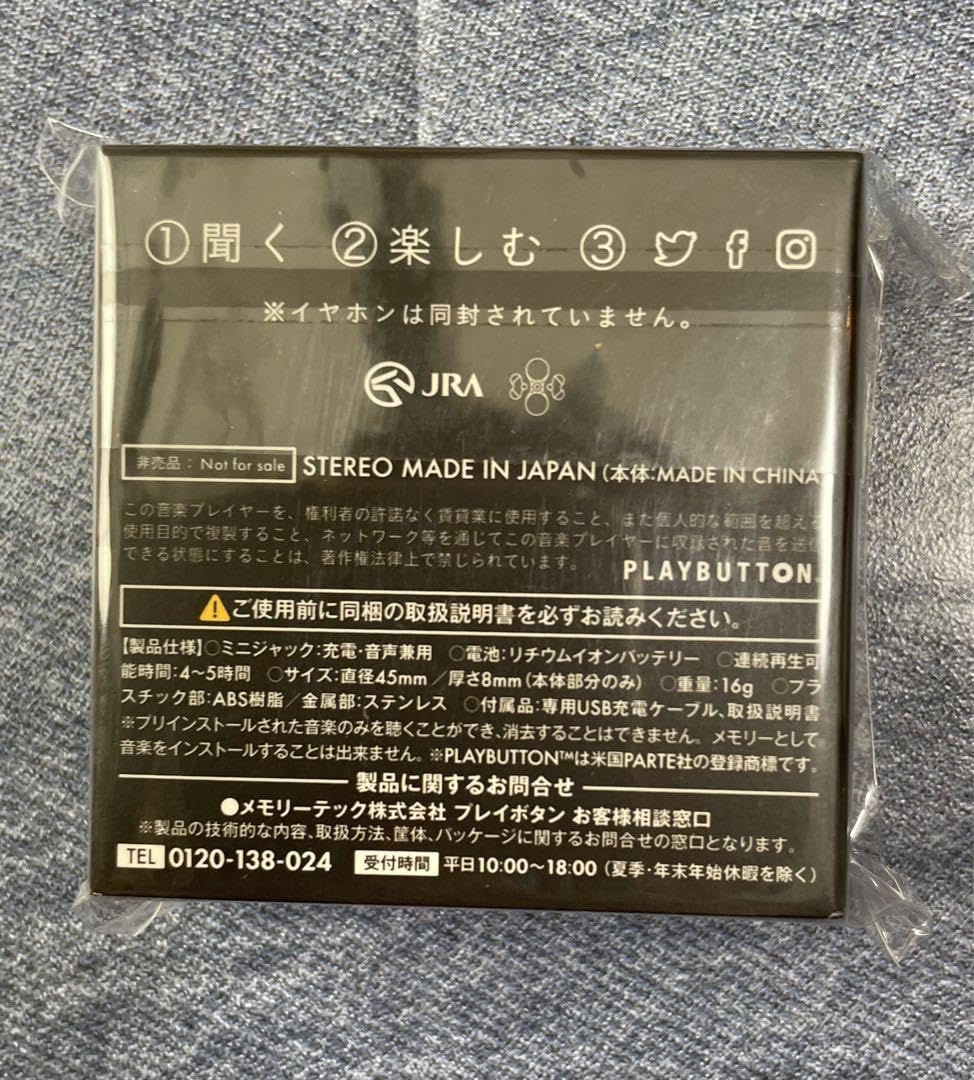 ①聞く ②楽しむ ③
※イヤホンは同封されていません。
JRA
非売品：Not for sale STEREO MADE IN JAPAN (本体:MADE IN CHINA
この音楽プレイヤーを、権利者の許諾なく賃貸業に使用すること、また個人的な範囲を超える
使用目的で複製すること、ネットワーク等を通じてこの音楽プレイヤーに収録された音を送信
できる状態にすることは、著作権法律上で禁じられています。
PLAYBUTTON
ご使用前に同梱の取扱説明書を必ずお読みください。
【製品仕様】○ミニジャック:充電・音声兼用 ○電池:リチウムイオンバッテリー ○連続再生可
能時間:4〜5時間 ○サイズ:直径45mm/厚さ8mm(本体部分のみ) ○重量:16g ○プラ
スチック部:ABS樹脂/金属部:ステンレス ○付属品:専用USB充電ケーブル、取扱説明書
※プリインストールされた音楽のみを聴くことができ、消去することはできません。メモリーとして
音楽をインストールすることは出来ません。※PLAYBUTTON™は米国PARTE社の登録商標です。
製品に関するお問合せ
●メモリーテック株式会社 プレイボタン お客様相談窓口
※製品の技術的な内容、取扱方法、筐体、パッケージに関するお問合せの窓口となります。
TEL 0120-138-024 受付時間 平日10:00〜18:00 (夏季・年末年始休暇を除く)